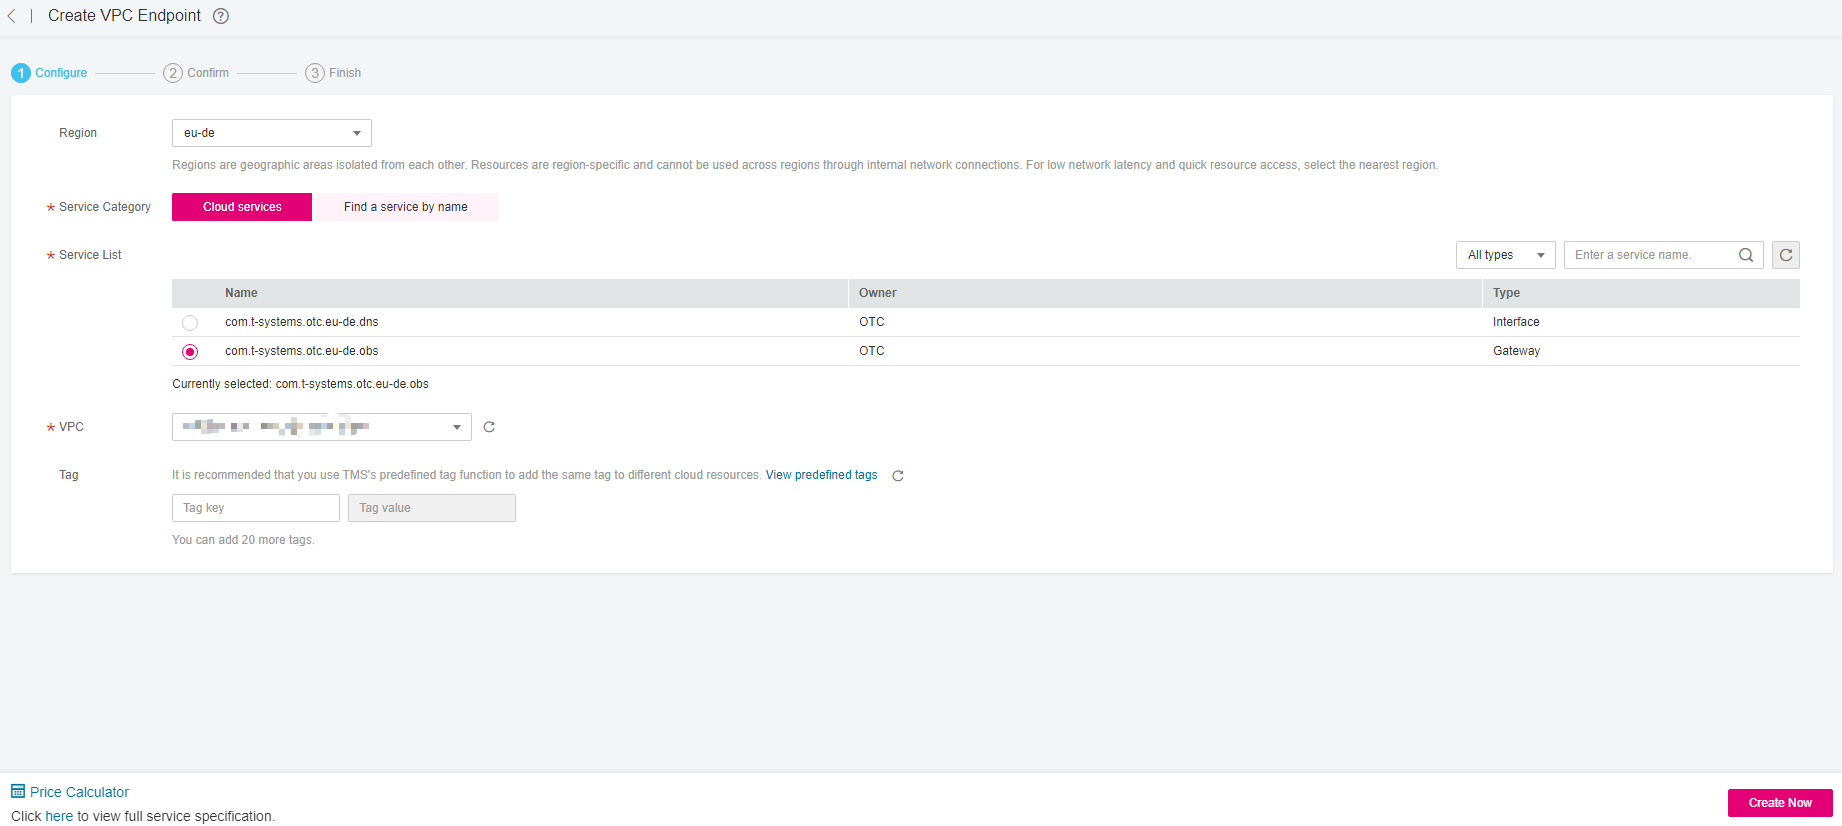 Create VPC Endpoint ?
1 Configure 2 Confirm 3 Finish
Region eu-de
Regions are geographic areas isolated from each other. Resources are region-specific and cannot be used across regions through internal network connections. For low network latency and quick resource access, select the nearest region.
* Service Category Cloud services Find a service by name
* Service List All types Enter a service name.
Name Owner Type
com.t-systems.otc.eu-de.dns OTC Interface
com.t-systems.otc.eu-de.obs OTC Gateway
Currently selected: com.t-systems.otc.eu-de.obs
* VPC
Tag It is recommended that you use TMS's predefined tag function to add the same tag to different cloud resources. View predefined tags
Tag key Tag value
You can add 20 more tags.
Price Calculator
Click here to view full service specification.
Create Now